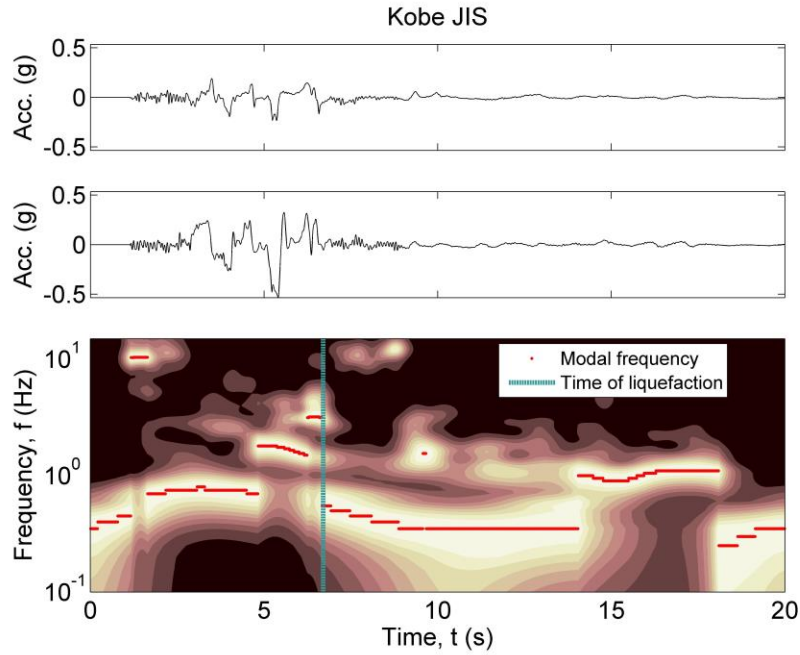 Kobe JIS
Acc. (g)
0.5
0
-0.5
Acc. (g)
0.5
0
-0.5
Frequency, f (Hz)
10^1
10^0
10^-1
Modal frequency
Time of liquefaction
0 5 10 15 20
Time, t (s)